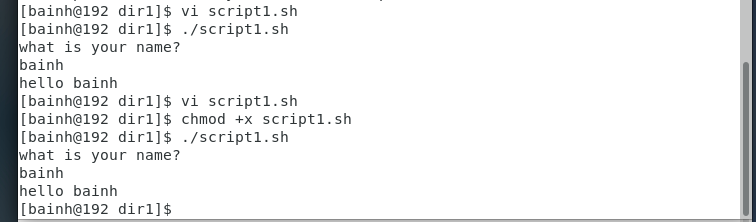 [bainh@192 dir1]$ vi script1.sh
[bainh@192 dir1]$ ./script1.sh
what is your name?
bainh
hello bainh
[bainh@192 dir1]$ vi script1.sh
[bainh@192 dir1]$ chmod +x script1.sh
[bainh@192 dir1]$ ./script1.sh
what is your name?
bainh
hello bainh
[bainh@192 dir1]$